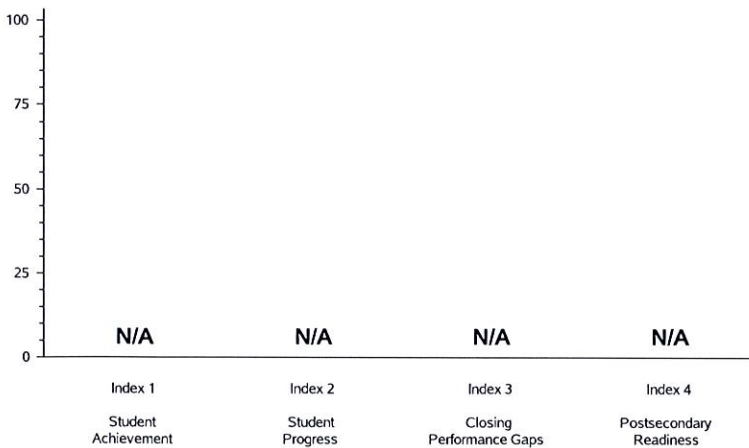 100
75
50
25
0
N/A N/A N/A N/A
Index 1 Index 2 Index 3 Index 4
Student Student Closing Postsecondary
Achievement Progress Performance Gaps Readiness